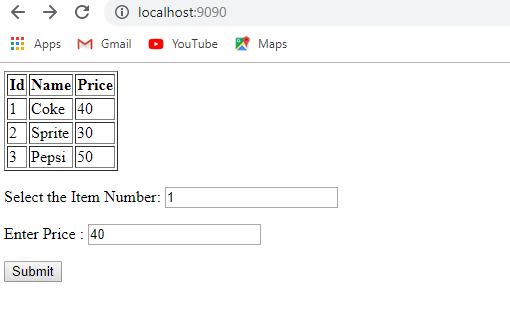 localhost:9090
Apps Gmail YouTube Maps
Id Name Price
1 Coke 40
2 Sprite 30
3 Pepsi 50
Select the Item Number: 1
Enter Price : 40
Submit